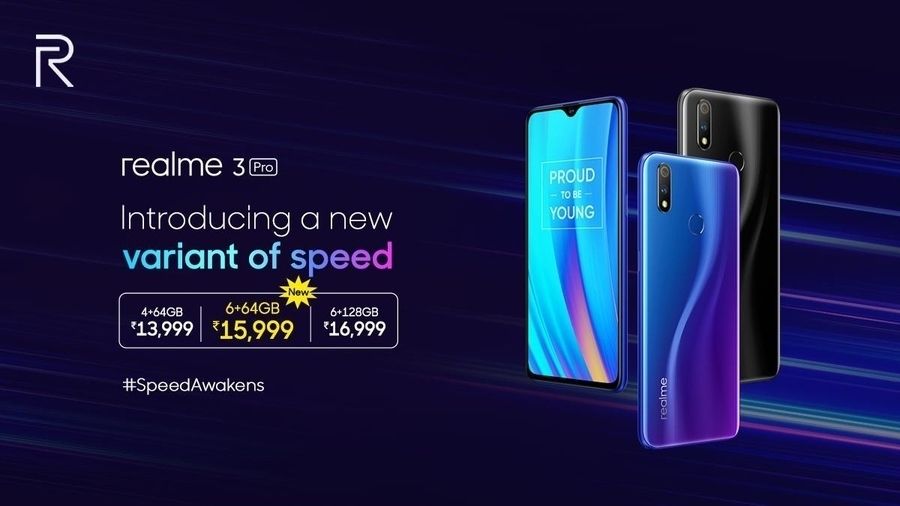 R
realme 3 Pro
Introducing a new
variant of speed
New
4+64GB
₹13,999
6+64GB
₹15,999
6+128GB
₹16,999
#SpeedAwakens
PROUD
TO BE
YOUNG
realme